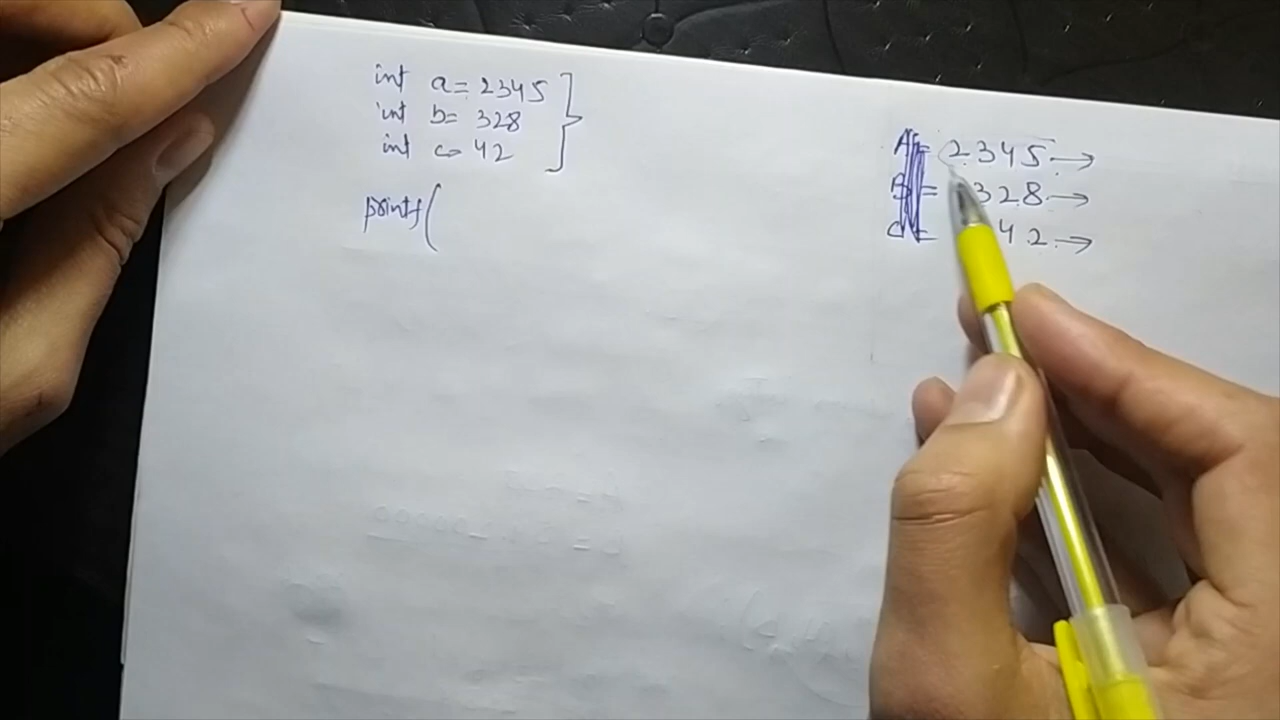 int a= 2345 }
int b= 328
int c= 42
printf(
A= 2345 →
B = 328 →
C = 42 →